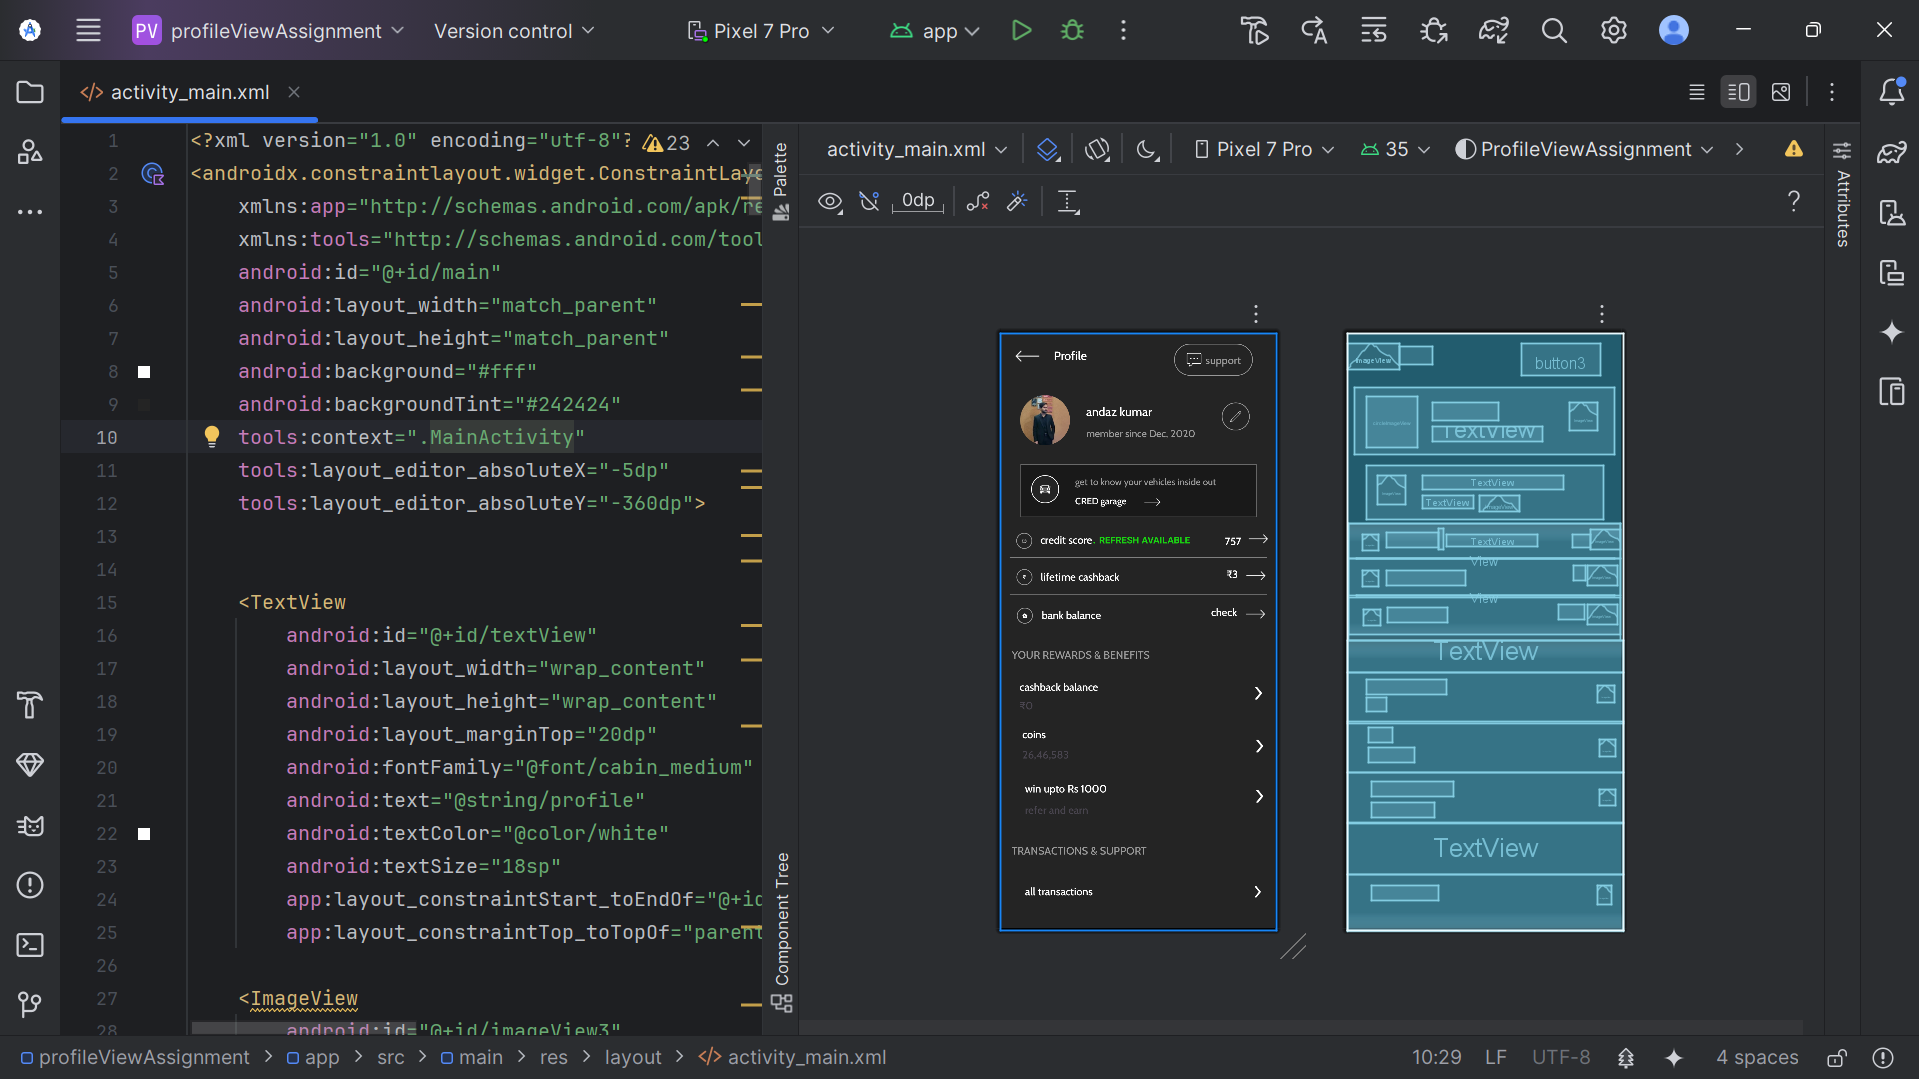 PV profileViewAssignment Version control Pixel 7 Pro app
activity_main.xml
1 <?xml version="1.0" encoding="utf-8"? 23
2 <androidx.constraintlayout.widget.ConstraintLayo
3 xmlns:app="http://schemas.android.com/apk/re
4 xmlns:tools="http://schemas.android.com/tool
5 android:id="@+id/main"
6 android:layout_width="match_parent"
7 android:layout_height="match_parent"
8 android:background="#fff"
9 android:backgroundTint="#242424"
10 tools:context=".MainActivity"
11 tools:layout_editor_absoluteX="-5dp"
12 tools:layout_editor_absoluteY="-360dp">
13
14
15 <TextView
16 android:id="@+id/textView"
17 android:layout_width="wrap_content"
18 android:layout_height="wrap_content"
19 android:layout_marginTop="20dp"
20 android:fontFamily="@font/cabin_medium"
21 android:text="@string/profile"
22 android:textColor="@color/white"
23 android:textSize="18sp"
24 app:layout_constraintStart_toEndOf="@+id
25 app:layout_constraintTop_toTopOf="parent
26
27 <ImageView
28 android:id="@+id/imageView3"
Palette
Component Tree
activity_main.xml Pixel 7 Pro 35 ProfileViewAssignment
0dp ?
Attributes
Profile
support
andaz kumar
member since Dec, 2020
get to know your vehicles inside out
CRED garage
credit score. REFRESH AVAILABLE 757
lifetime cashback ₹3
bank balance check
YOUR REWARDS & BENEFITS
cashback balance
₹0
coins
26,46,583
win upto Rs 1000
refer and earn
TRANSACTIONS & SUPPORT
all transactions
ImageView
button3
TextView
TextView
TextView
TextView
View
View
TextView
TextView
profileViewAssignment > app > src > main > res > layout > activity_main.xml
10:29 LF UTF-8 4 spaces